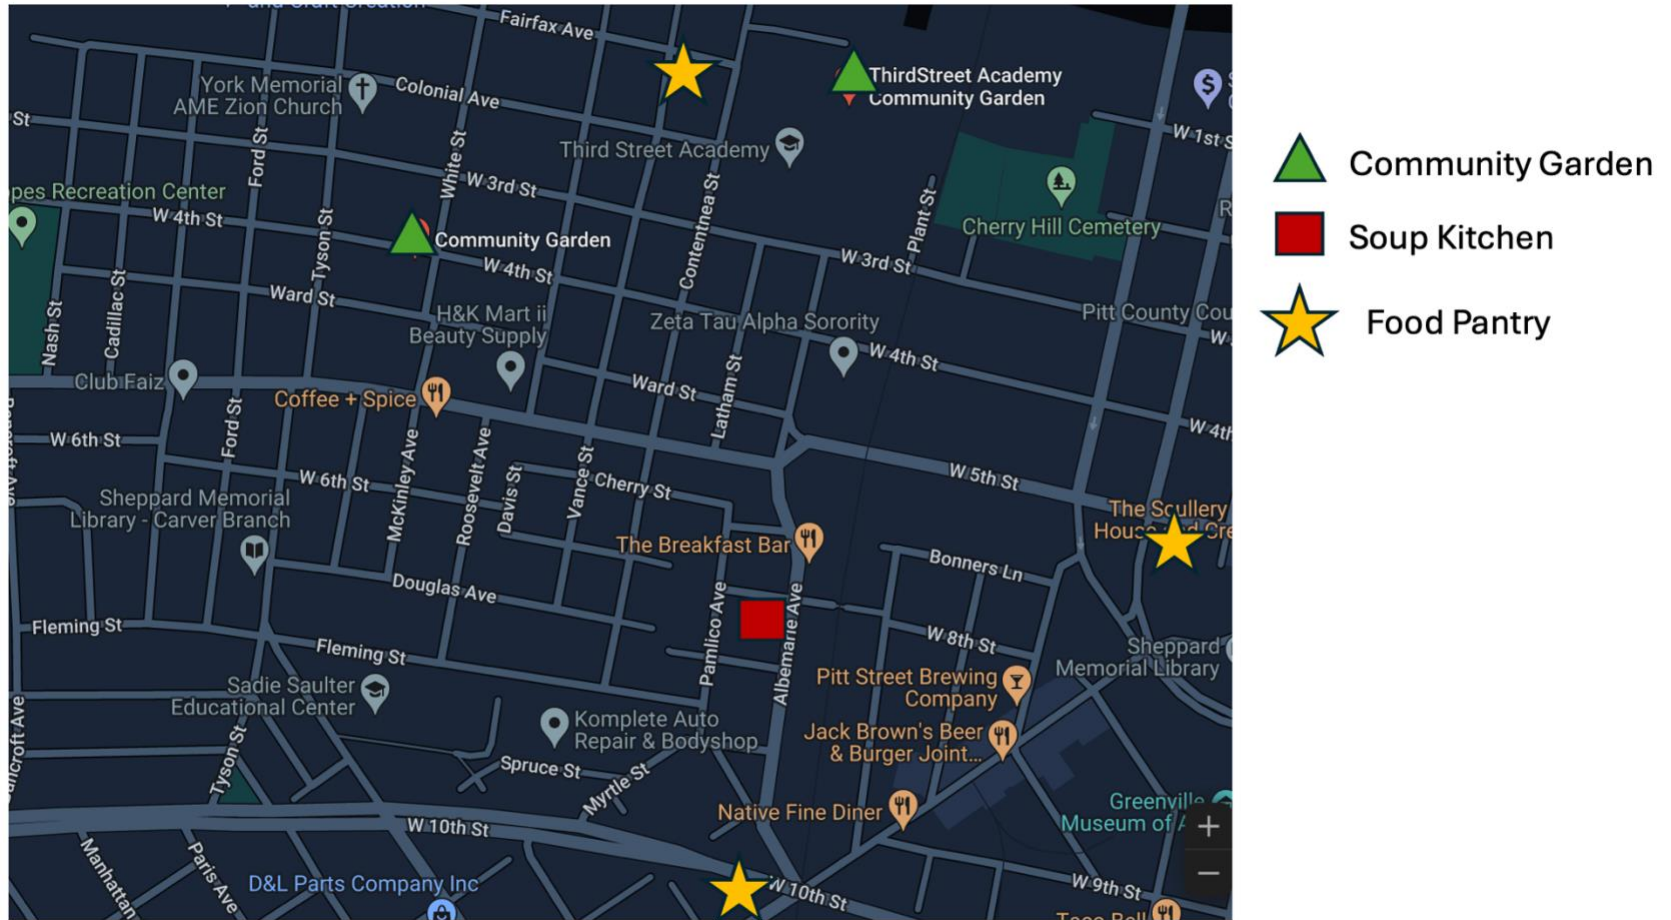 Fairfax Ave
York Memorial
AME Zion Church
Colonial Ave
ThirdStreet Academy
Community Garden
St
W 1st S
Ford St
White St
Third Street Academy
W 3rd St
Contentnea St
Plant St
Cherry Hill Cemetery
opes Recreation Center
W 4th St
Tyson St
Community Garden
W 4th St
W 3rd St
Ward St
Nash St
Cadillac St
H&K Mart ii
Beauty Supply
Zeta Tau Alpha Sorority
Pitt County Cou
W 4th St
Club Faiz
Coffee + Spice
Ward St
Latham St
W 4th
Ford St
W 6th St
McKinley Ave
Roosevelt Ave
Davis St
Vance St
Cherry St
W 5th St
W 6th St
Sheppard Memorial
Library - Carver Branch
The Scullery
The Breakfast Bar
Bonners Ln
Douglas Ave
Pamlico Ave
Albemarle Ave
Fleming St
W 8th St
Fleming St
Sheppard
Memorial Library
Sadie Saulter
Educational Center
Pitt Street Brewing
Company
Komplete Auto
Repair & Bodyshop
Jack Brown's Beer
& Burger Joint...
Tyson St
Spruce St
Myrtle St
Native Fine Diner
Greenville
Museum of A
W 10th St
Manhattan
Paris Ave
D&L Parts Company Inc
W 10th St
W 9th St
Taco Bell
Community Garden
Soup Kitchen
Food Pantry